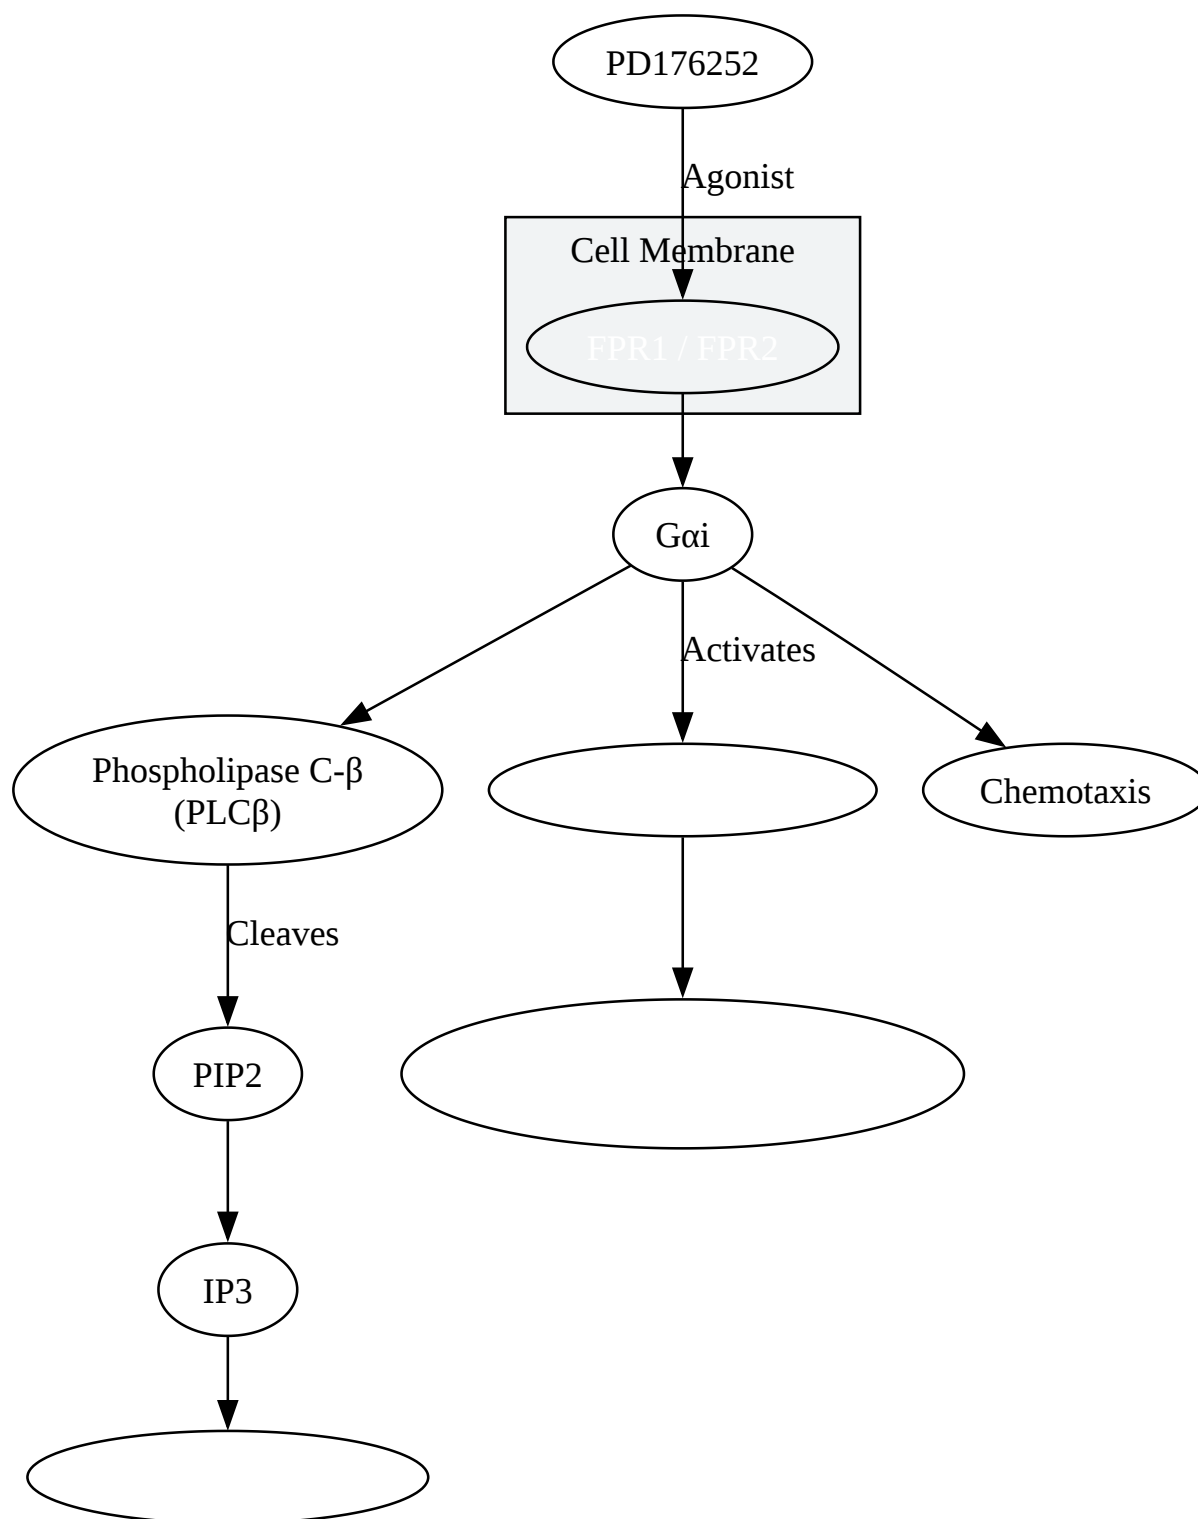 PD176252
Agonist
Cell Membrane
FPR1 / FPR2
Gαi
Activates
Phospholipase C-β
(PLCβ)
Chemotaxis
Cleaves
PIP2
IP3